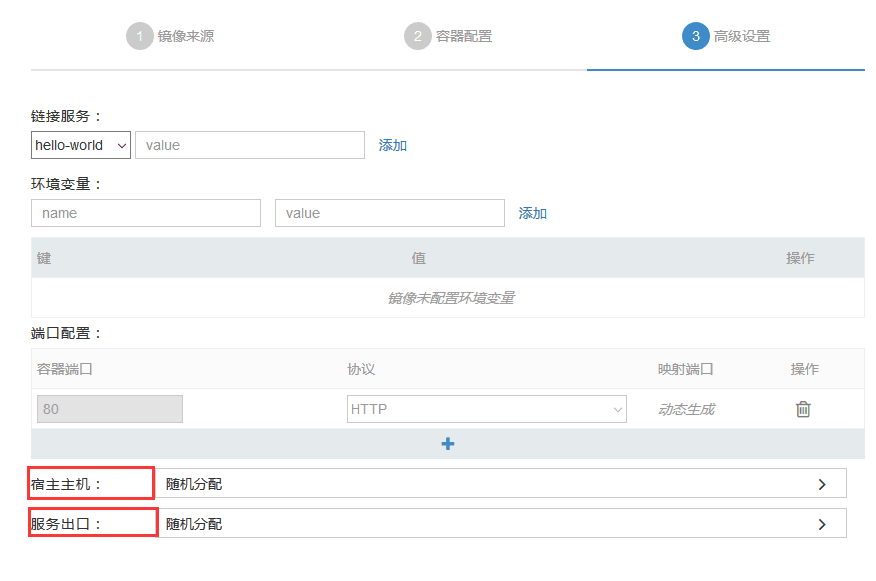 1 镜像来源 2 容器配置 3 高级设置
链接服务：
hello-world value 添加
环境变量：
name value 添加
键 值 操作
镜像未配置环境变量
端口配置：
容器端口 协议 映射端口 操作
80 HTTP 动态生成
宿主主机： 随机分配
服务出口： 随机分配